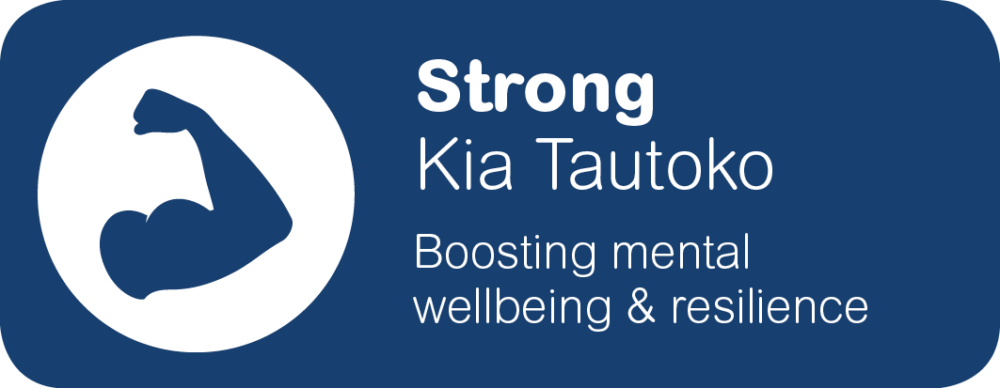 Strong
Kia Tautoko
Boosting mental
wellbeing & resilience